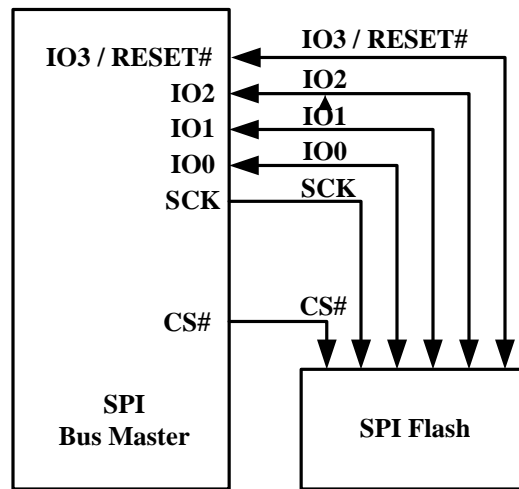 IO3 / RESET# IO3 / RESET#
IO2 IO2
IO1 IO1
IO0 IO0
SCK SCK
CS# CS#
SPI
Bus Master
SPI Flash